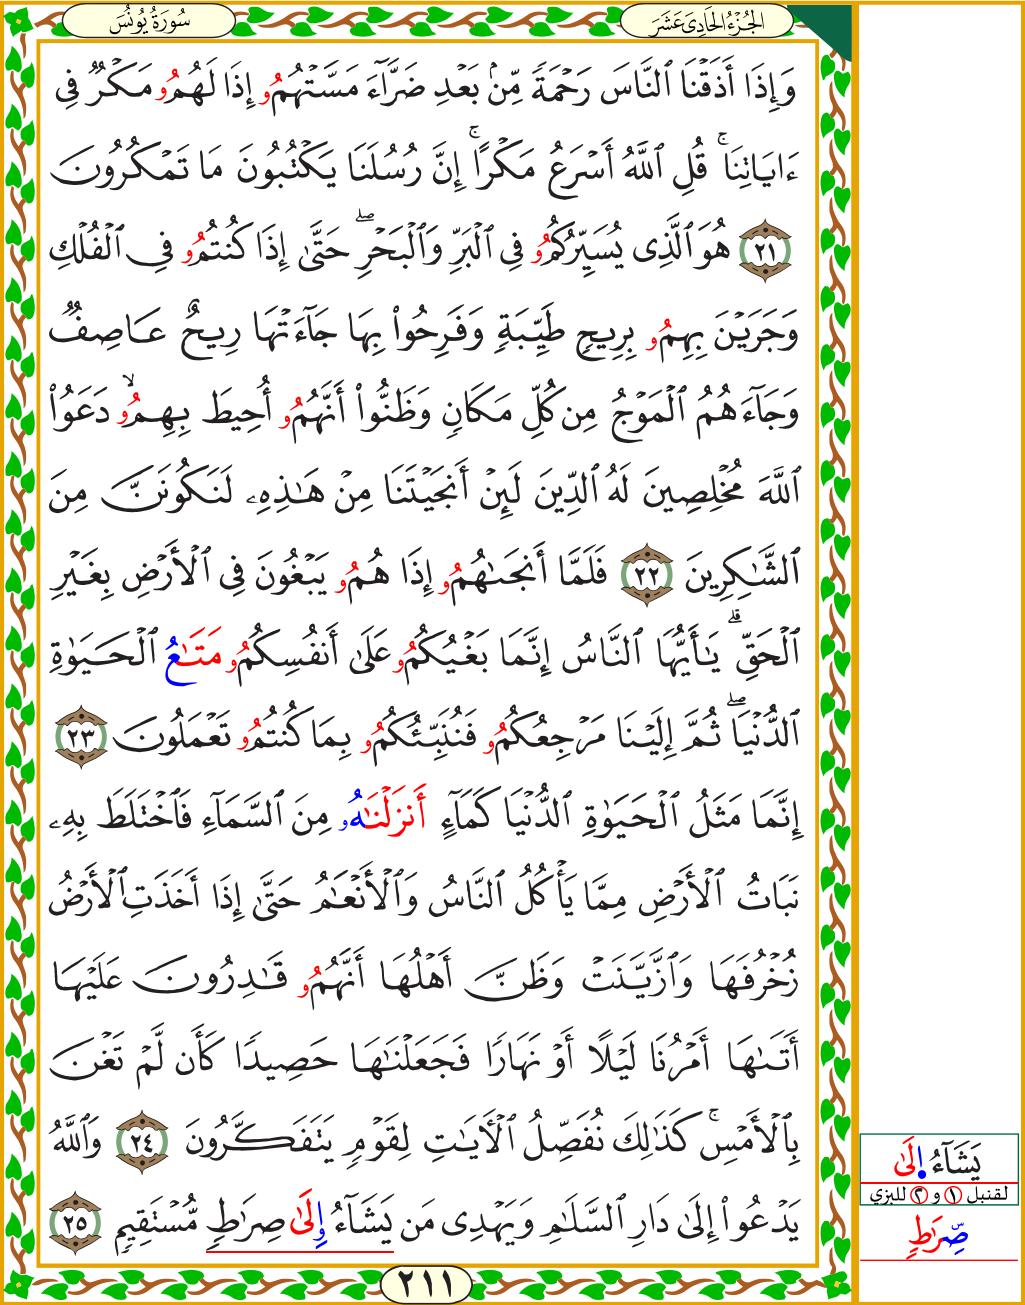 سُورَةُ يُونُسَ
الجُزْءُ الحَادِي عَشَرَ
وَإِذَا أَذَقْنَا ٱلنَّاسَ رَحْمَةً مِّنۢ بَعْدِ ضَرَّآءَ مَسَّتْهُمُۥ إِذَا لَهُمُۥ مَكْرٌ فِى
ءَايَاتِنَاۚ قُلِ ٱللَّهُ أَسْرَعُ مَكْرًاۚ إِنَّ رُسُلَنَا يَكْتُبُونَ مَا تَمْكُرُونَ
٢١ هُوَ ٱلَّذِى يُسَيِّرُكُمُۥ فِى ٱلْبَرِّ وَٱلْبَحْرِۖ حَتَّىٰٓ إِذَا كُنتُمُۥ فِى ٱلْفُلْكِ
وَجَرَيْنَ بِهِمُۥ بِرِيحٍ طَيِّبَةٍ وَفَرِحُواْ بِهَا جَآءَتْهَا رِيحٌ عَاصِفٌ
وَجَآءَهُمُ ٱلْمَوْجُ مِن كُلِّ مَكَانٍ وَظَنُّوٓاْ أَنَّهُمُۥ أُحِيطَ بِهِمُۥۙ دَعَوُاْ
ٱللَّهَ مُخْلِصِينَ لَهُ ٱلدِّينَ لَئِنْ أَنجَيْتَنَا مِنْ هَٰذِهِۦ لَنَكُونَنَّ مِنَ
ٱلشَّٰكِرِينَ ٢٢ فَلَمَّا أَنجَىٰهُمُۥ إِذَا هُمُۥ يَبْغُونَ فِى ٱلْأَرْضِ بِغَيْرِ
ٱلْحَقِّۗ يَٰأَيُّهَا ٱلنَّاسُ إِنَّمَا بَغْيُكُمُۥ عَلَىٰ أَنفُسِكُمُۥ مَتَٰعُ ٱلْحَيَوٰةِ
ٱلدُّنْيَاۖ ثُمَّ إِلَيْنَا مَرْجِعُكُمُۥ فَنُنَبِّئُكُمُۥ بِمَا كُنتُمُۥ تَعْمَلُونَ ٢٣
إِنَّمَا مَثَلُ ٱلْحَيَوٰةِ ٱلدُّنْيَا كَمَآءٍ أَنزَلْنَٰهُۥ مِنَ ٱلسَّمَآءِ فَٱخْتَلَطَ بِهِۦ
نَبَاتُ ٱلْأَرْضِ مِمَّا يَأْكُلُ ٱلنَّاسُ وَٱلْأَنْعَٰمُ حَتَّىٰ إِذَا أَخَذَتِ ٱلْأَرْضُ
زُخْرُفَهَا وَٱزَّيَّنَتْ وَظَنَّ أَهْلُهَا أَنَّهُمُۥ قَٰدِرُونَ عَلَيْهَا
أَتَىٰهَا أَمْرُنَا لَيْلًا أَوْ نَهَارًا فَجَعَلْنَٰهَا حَصِيدًا كَأَن لَّمْ تَغْنَ
بِٱلْأَمْسِۚ كَذَٰلِكَ نُفَصِّلُ ٱلْءَايَٰتِ لِقَوْمٍ يَتَفَكَّرُونَ ٢٤ وَٱللَّهُ
يَدْعُواْ إِلَىٰ دَارِ ٱلسَّلَٰمِ وَيَهْدِى مَن يَشَآءُ إِلَىٰ صِرَٰطٍ مُّسْتَقِيمٍ ٢٥
يَشَآءُ اِ۪لَىٰ
لقنبل ١ و ٢ للبزي
صِّرَٰطٍ
٢١١